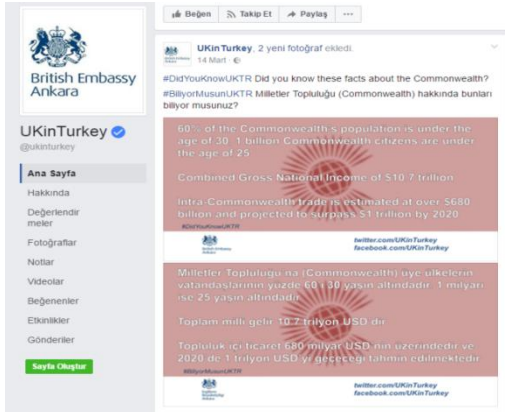 British Embassy
Ankara
UKinTurkey
@ukinturkey
Ana Sayfa
Hakkında
Değerlendir
meler
Fotoğraflar
Notlar
Videolar
Beğenenler
Etkinlikler
Gönderiler
Sayfa Oluştur
Beğen Takip Et Paylaş ...
UKinTurkey, 2 yeni fotoğraf ekledi.
14 Mart ·
#DidYouKnowUKTR Did you know these facts about the Commonwealth?
#BiliyorMusunUKTR Milletler Topluluğu (Commonwealth) hakkında bunları
biliyor musunuz?
60% of the Commonwealth's population is under the
age of 30. 1 billion Commonwealth citizens are under
the age of 25
Combined Gross National Income of $10.7 trillion
Intra-Commonwealth trade is estimated at over $680
billion and projected to surpass $1 trillion by 2020
#DidYouKnowUKTR
British Embassy
Ankara
twitter.com/UKinTurkey
facebook.com/UKinTurkey
Milletler Topluluğu'na (Commonwealth) üye ülkelerin
vatandaşlarının yüzde 60'ı 30 yaşın altındadır. 1 milyarı
ise 25 yaşın altındadır
Toplam milli gelir 10.7 trilyon USD'dir
Topluluk içi ticaret 680 milyar USD'nin üzerindedir ve
2020'de 1 trilyon USD'yi geçeceği tahmin edilmektedir.
#BiliyorMusunUKTR
twitter.com/UKinTurkey
facebook.com/UKinTurkey